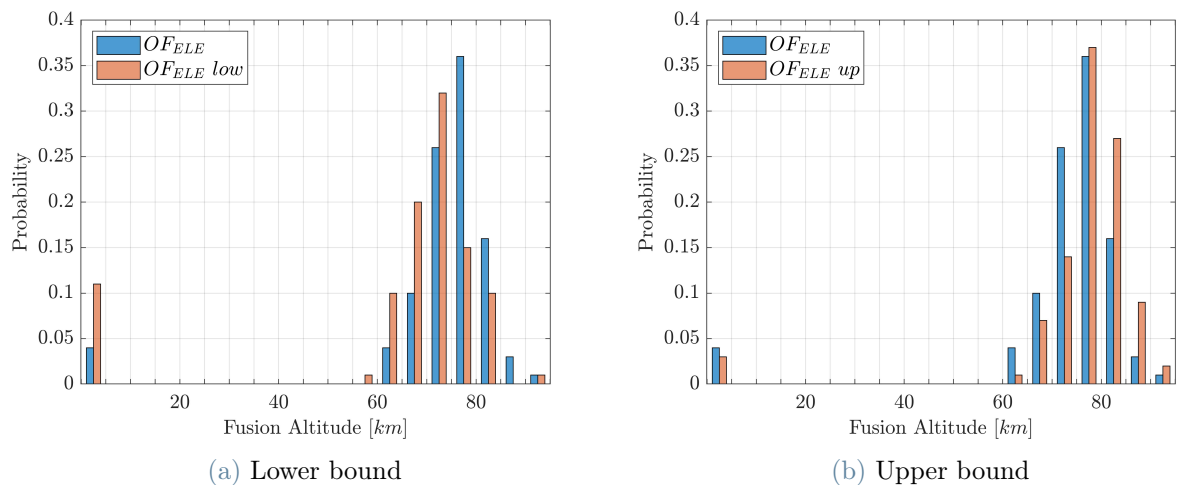 0.4
0.35
0.3
0.25
0.2
0.15
0.1
0.05
0
Probability
OF_ELE
OF_ELE low
20 40 60 80
Fusion Altitude [km]
(a) Lower bound
0.4
0.35
0.3
0.25
0.2
0.15
0.1
0.05
0
Probability
OF_ELE
OF_ELE up
20 40 60 80
Fusion Altitude [km]
(b) Upper bound